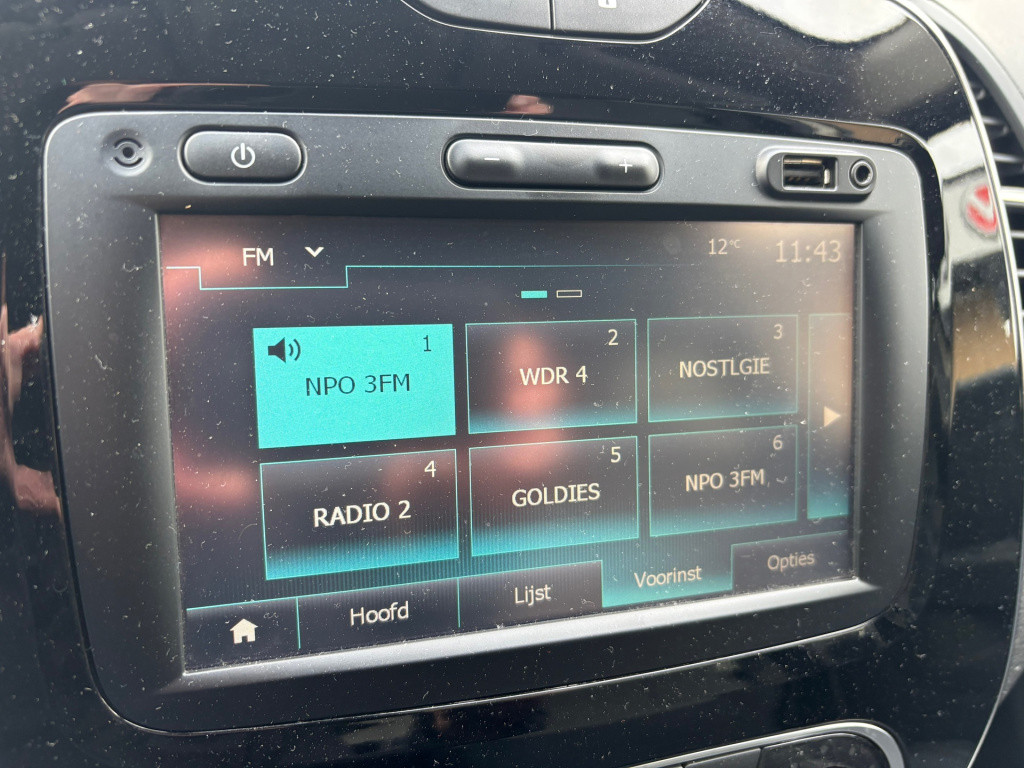 − +
FM 12°C 11:43
1 2 3
NPO 3FM WDR 4 NOSTLGIE
4 5 6
RADIO 2 GOLDIES NPO 3FM
Hoofd Lijst Voorinst Opties